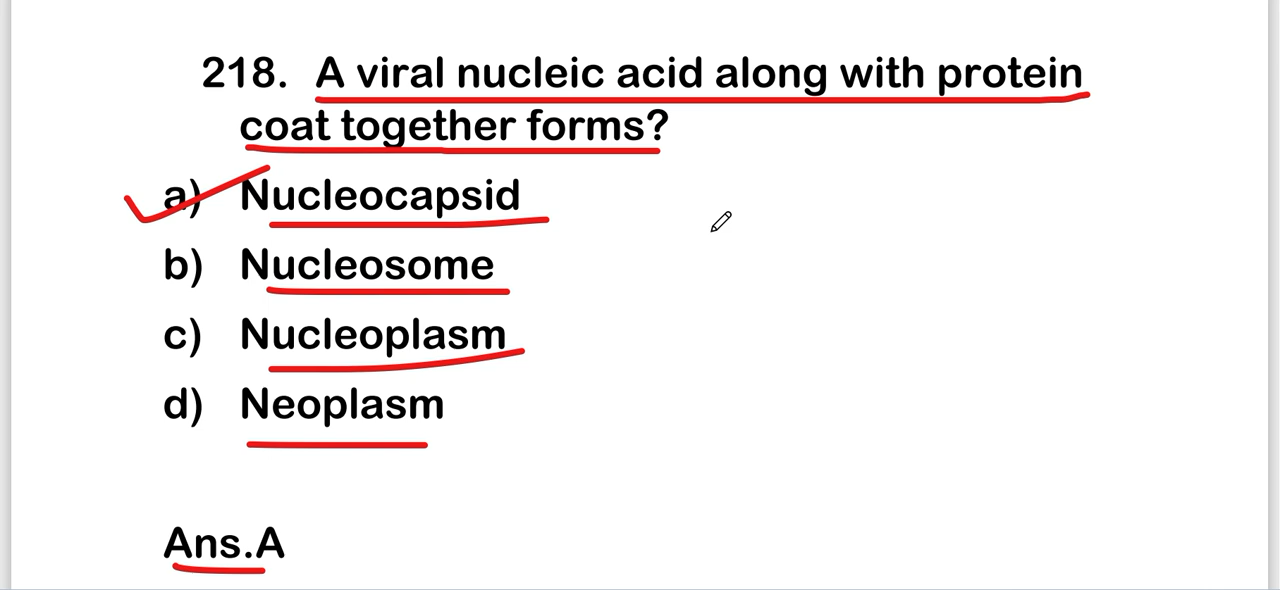 218. A viral nucleic acid along with protein
coat together forms?
a) Nucleocapsid
b) Nucleosome
c) Nucleoplasm
d) Neoplasm
Ans.A